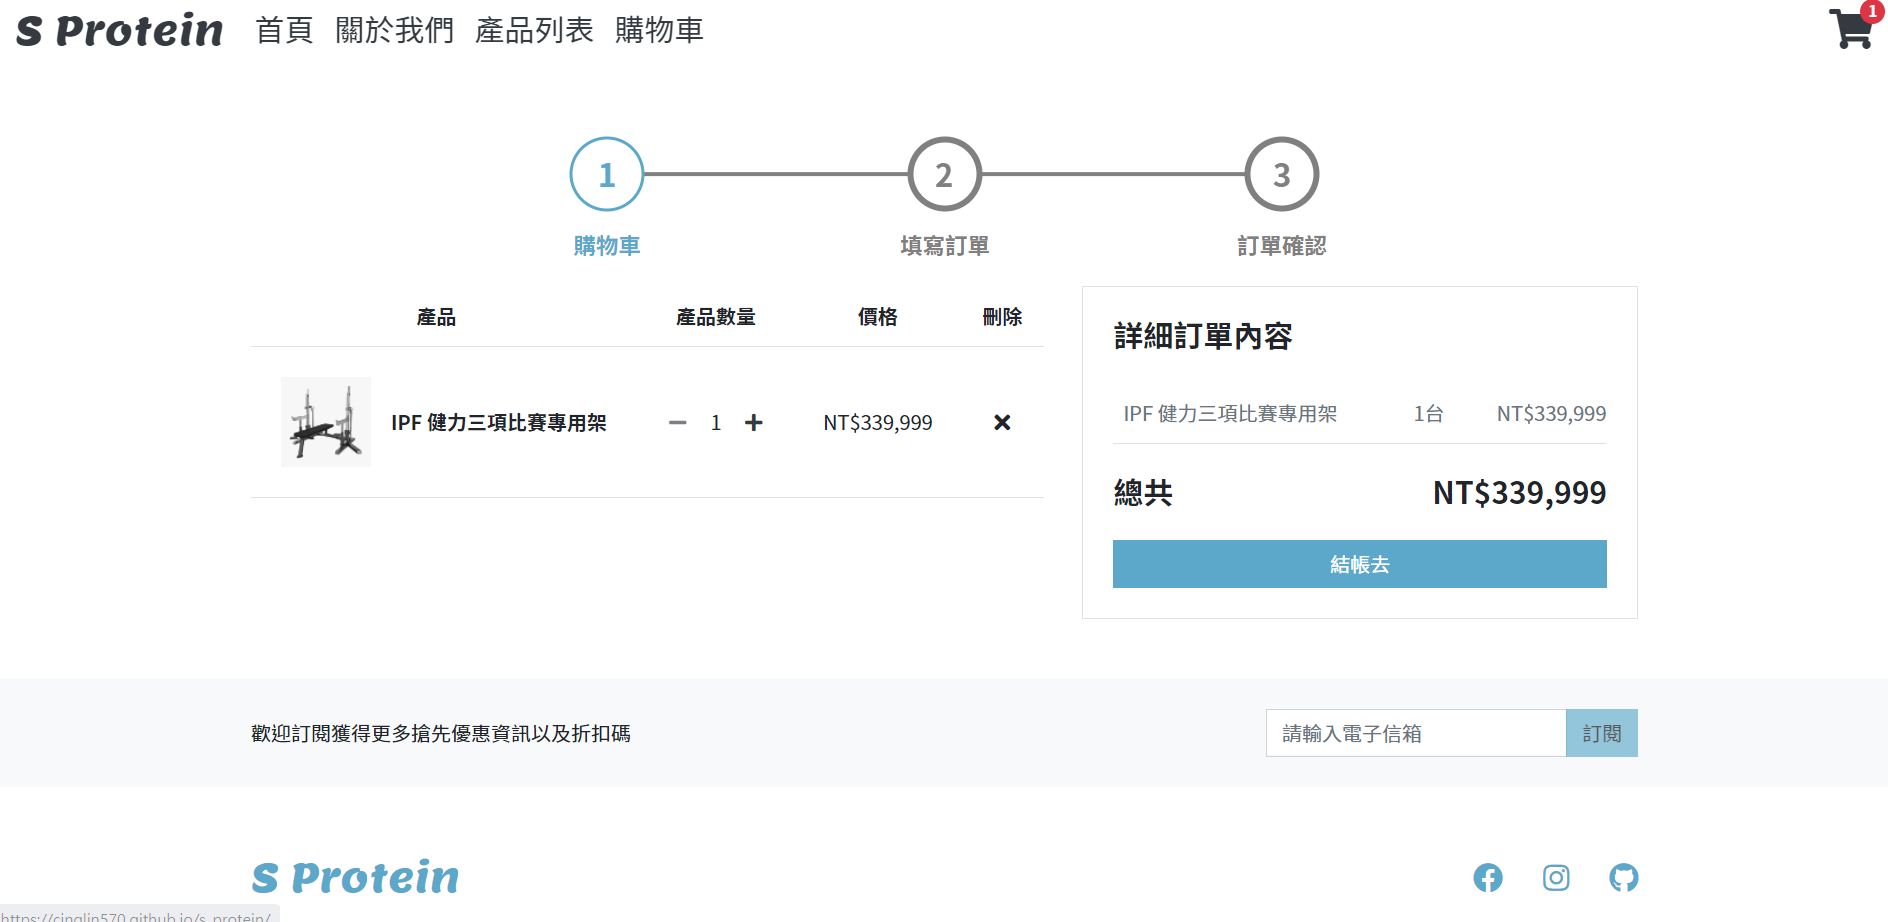 S Protein 首頁 關於我們 產品列表 購物車 1
1 2 3
購物車 填寫訂單 訂單確認
產品 產品數量 價格 刪除
IPF 健力三項比賽專用架 1 NT$339,999
詳細訂單內容
IPF 健力三項比賽專用架 1台 NT$339,999
總共 NT$339,999
結帳去
歡迎訂閱獲得更多搶先優惠資訊以及折扣碼 請輸入電子信箱 訂閱
S Protein
https://cinglin570.github.io/s_protein/